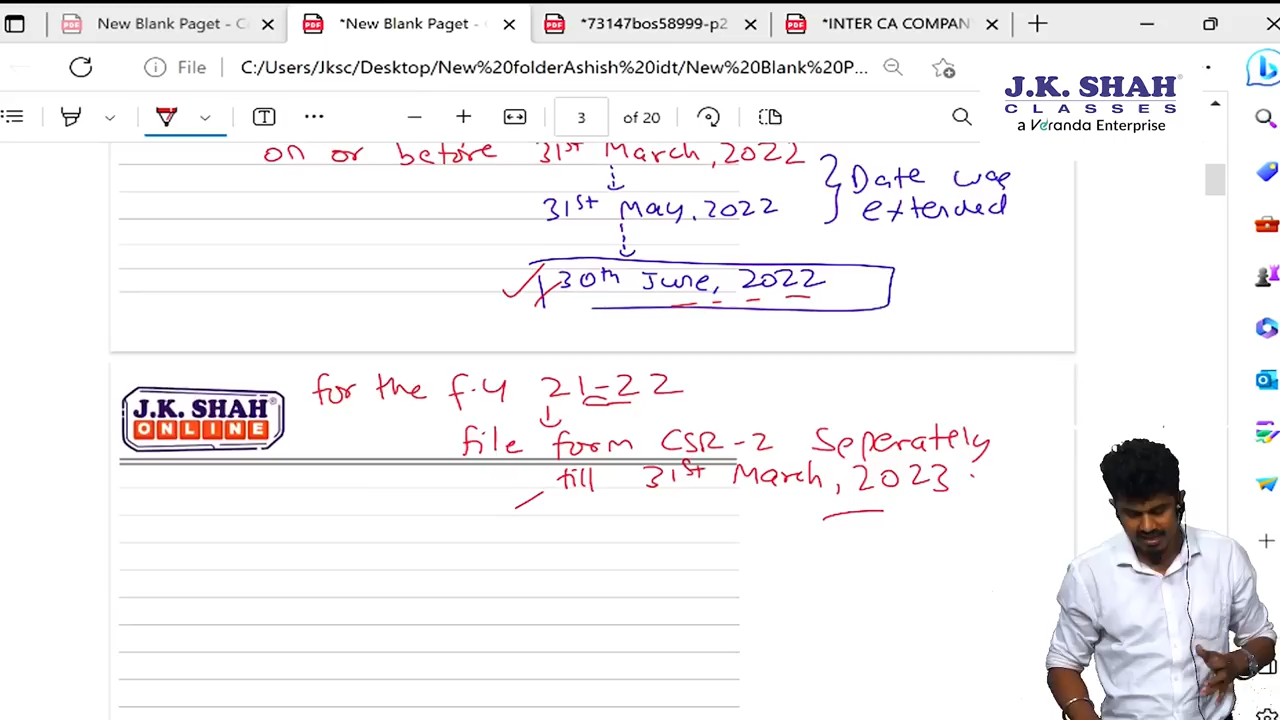 New Blank Paget - C
*New Blank Paget -
*73147bos58999-p2
*INTER CA COMPAN
File
C:/Users/Jksc/Desktop/New%20folderAshish%20idt/New%20Blank%20P...
J.K. SHAH
CLASSES
a Veranda Enterprise
3 of 20
on or before 31st March, 2022
31st May, 2022
Date was
extended
30th June, 2022
J.K. SHAH
ONLINE
for the f.y 21-22
file form CSR-2 Seperately
till 31st March, 2023.